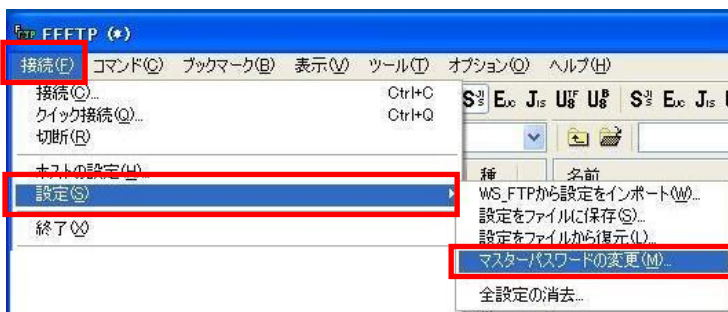 FFFTP (*)
接続(F) コマンド(C) ブックマーク(B) 表示(V) ツール(T) オプション(O) ヘルプ(H)
接続(C)... Ctrl+C
クイック接続(Q)... Ctrl+Q
切断(R)
ホストの設定(H)...
設定(S)
終了(X)
種 名前
WS_FTPから設定をインポート(W)...
設定をファイルに保存(S)...
設定をファイルから復元(L)...
マスターパスワードの変更(M)...
全設定の消去...